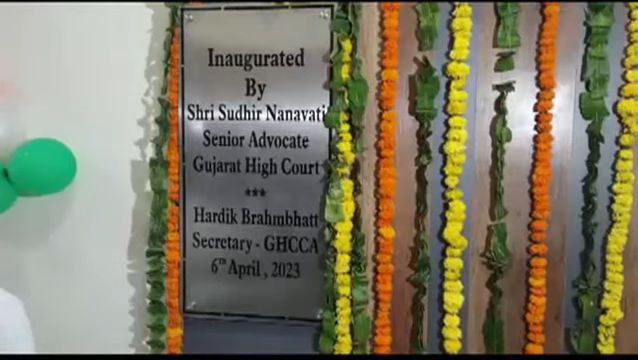 Inaugurated
By
Shri Sudhir Nanavati
Senior Advocate
Gujarat High Court
***
Hardik Brahmbhatt
Secretary - GHCCA
6TH April , 2023